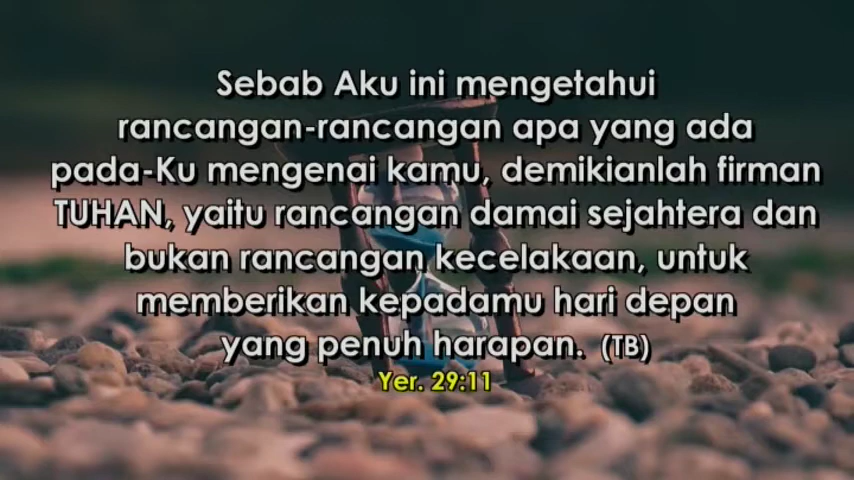 Sebab Aku ini mengetahui
rancangan-rancangan apa yang ada
pada-Ku mengenai kamu, demikianlah firman
TUHAN, yaitu rancangan damai sejahtera dan
bukan rancangan kecelakaan, untuk
memberikan kepadamu hari depan
yang penuh harapan. (TB)
Yer. 29:11